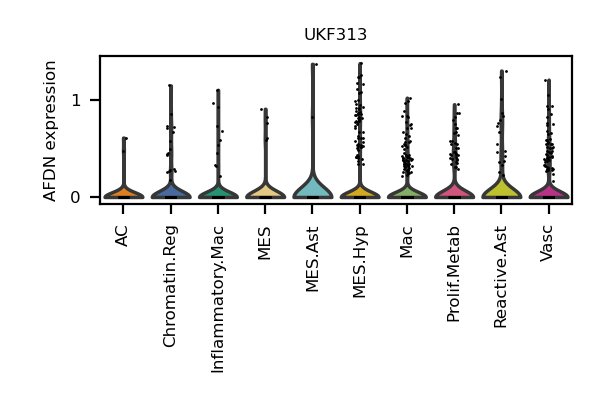 UKF313
AFDN expression
1
0
AC
Chromatin.Reg
Inflammatory.Mac
MES
MES.Ast
MES.Hyp
Mac
Prolif.Metab
Reactive.Ast
Vasc